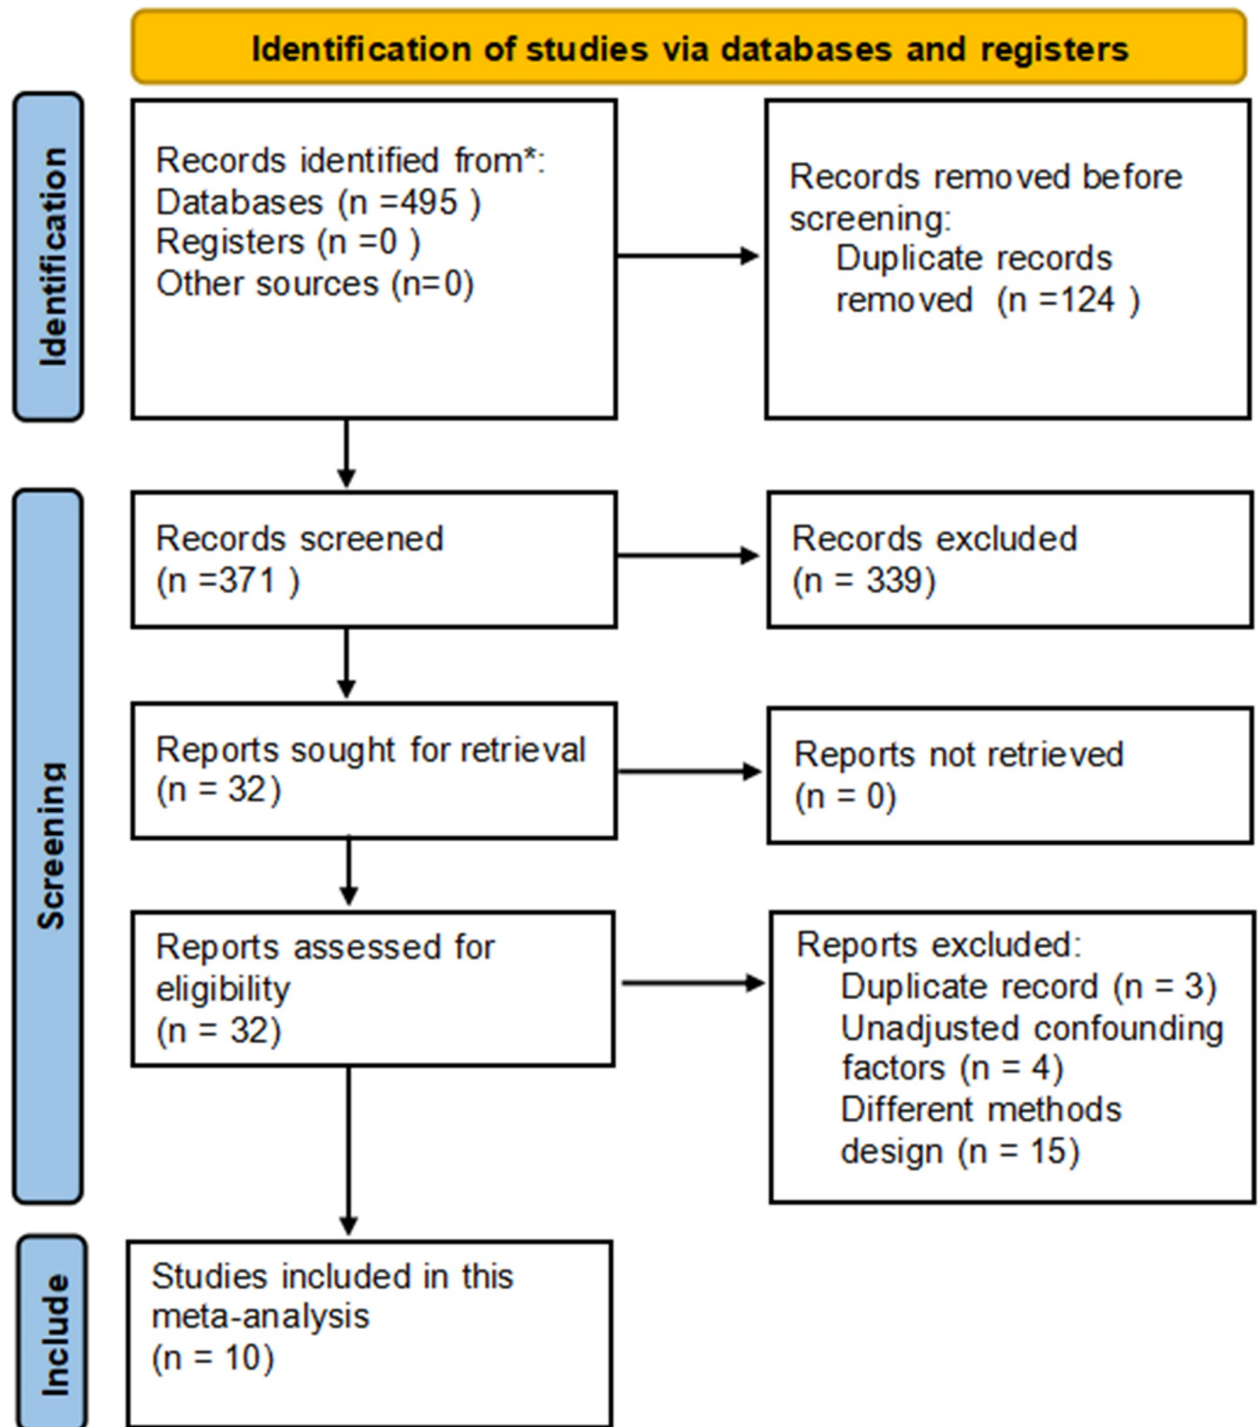 Identification of studies via databases and registers
Identification
Records identified from*:
Databases (n =495 )
Registers (n =0 )
Other sources (n=0)
Records removed before
screening:
Duplicate records
removed  (n =124 )
Screening
Records screened
(n =371 )
Records excluded
(n = 339)
Reports sought for retrieval
(n = 32)
Reports not retrieved
(n = 0)
Reports assessed for
eligibility
(n = 32)
Reports excluded:
Duplicate record (n = 3)
Unadjusted confounding
factors (n = 4)
Different methods
design (n = 15)
Include
Studies included in this
meta-analysis
(n = 10)